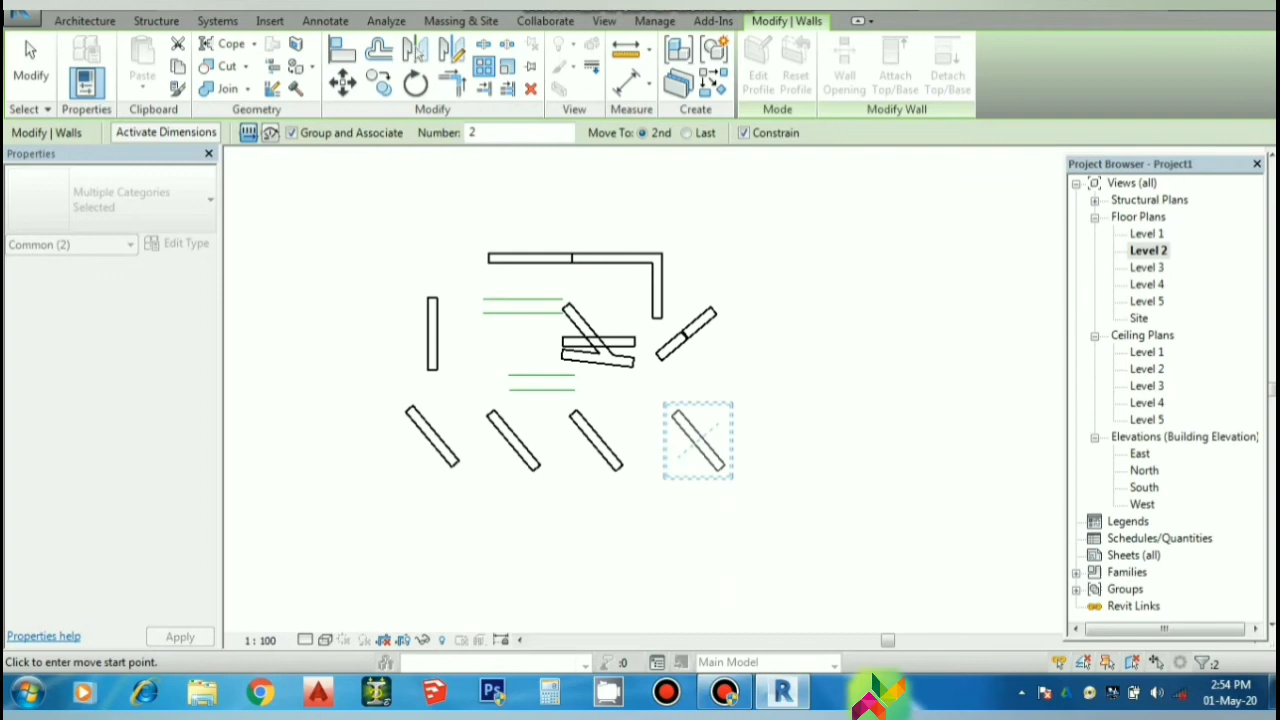 Architecture Structure Systems Insert Annotate Analyze Massing & Site Collaborate View Manage Add-Ins Modify | Walls
Modify
Paste
Cope
Cut
Join
Edit Profile
Reset Profile
Wall Opening
Attach Top/Base
Detach Top/Base
Select Properties Clipboard Geometry Modify View Measure Create Mode Modify Wall
Modify | Walls Activate Dimensions Group and Associate Number: 2 Move To: 2nd Last Constrain
Properties
Multiple Categories
Selected
Common (2) Edit Type
Properties help Apply
Project Browser - Project1
Views (all)
Structural Plans
Floor Plans
Level 1
Level 2
Level 3
Level 4
Level 5
Site
Ceiling Plans
Level 1
Level 2
Level 3
Level 4
Level 5
Elevations (Building Elevation)
East
North
South
West
Legends
Schedules/Quantities
Sheets (all)
Families
Groups
Revit Links
1 : 100
Click to enter move start point. :0 Main Model :2
Ps R
2:54 PM
01-May-20